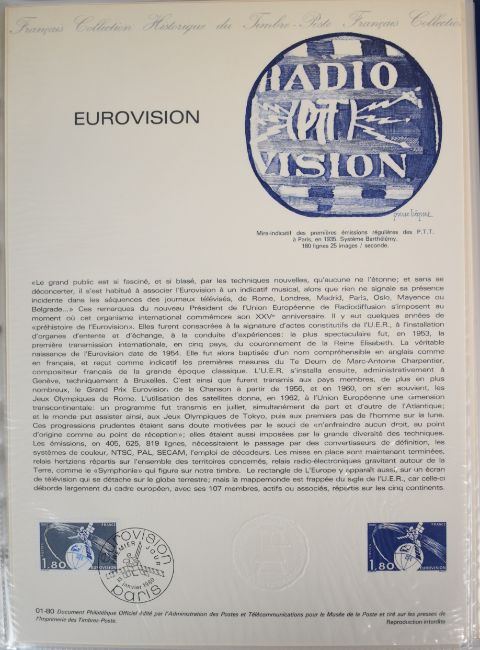 Français Collection Historique du Timbre-Poste Français Collection
EUROVISION
RADIO
PTT
VISION
Mire-indicatif des premières émissions régulières des P.T.T.
à Paris, en 1935. Système Barthélémy.
180 lignes 25 images / seconde.
«Le grand public est si fasciné, et si blasé, par les techniques nouvelles, qu'aucune ne l'étonne; et sans se
déconcerter, il s'est habitué à associer l'Eurovision à un indicatif musical, alors que rien ne signale sa présence
incidente dans les séquences des journaux télévisés, de Rome, Londres, Madrid, Paris, Oslo, Mayence ou
Belgrade...» Ces remarques du nouveau Président de l'Union Européenne de Radiodiffusion s'imposent au
moment où cet organisme international commémore son XXVe anniversaire. Il y eut quelques années de
«préhistoire de l'Eurovision». Elles furent consacrées à la signature d'actes constitutifs de l'U.E.R., à l'installation
d'organes d'entente et d'échange, à la conduite d'expériences: le plus spectaculaire fut, en 1953, la
première transmission internationale, en cinq pays, du couronnement de la Reine Elisabeth. La véritable
naissance de l'Eurovision date de 1954. Elle fut alors baptisée d'un nom compréhensible en anglais comme
en français, et reçut comme indicatif les premières mesures du Te Deum de Marc-Antoine Charpentier,
compositeur français de la grande époque classique. L'U.E.R. s'installa ensuite, administrativement à
Genève, techniquement à Bruxelles. C'est ainsi que furent transmis aux pays membres, de plus en plus
nombreux, le Grand Prix Eurovision de la Chanson à partir de 1956, et en 1960, on s'en souvient, les
Jeux Olympiques de Rome. L'utilisation des satellites donna, en 1962, à l'Union Européenne une dimension
transcontinentale: un programme fut transmis en juillet, simultanément de part et d'autre de l'Atlantique;
et le monde put assister ainsi, aux Jeux Olympiques de Tokyo, puis aux premiers pas de l'homme sur la lune.
Ces progressions prudentes étaient sans doute motivées par le souci de «n'enfreindre aucun droit, au point
d'origine comme au point de réception»; elles étaient aussi imposées par la grande diversité des techniques.
Les émissions, en 405, 625, 819 lignes, nécessitaient le passage par des convertisseurs de définition, les
systèmes de couleur, NTSC, PAL, SECAM, l'emploi de décodeurs. Les mises en place sont maintenant terminées,
relais hertziens répartis sur l'ensemble des territoires concernés, relais radio-électroniques gravitant autour de la
Terre, comme le «Symphonie» qui figure sur notre timbre. Le rectangle de L'Europe y apparaît aussi, sur un écran
de télévision qui se détache sur le globe terrestre; mais la mappemonde est frappée du sigle de l'U.E.R., car celle-ci
déborde largement du cadre européen, avec ses 107 membres, actifs ou associés, répartis sur les cinq continents.
FRANCE
1.80
EUROVISION
EUROVISION
PREMIER JOUR
janvier 1980
paris
FRANCE
1.80
EUROVISION
01-80 Document Philatélique Officiel édité par l'Administration des Postes et Télécommunications pour le Musée de la Poste et tiré sur les presses de
l'Imprimerie des Timbres-Poste.
Reproduction interdite